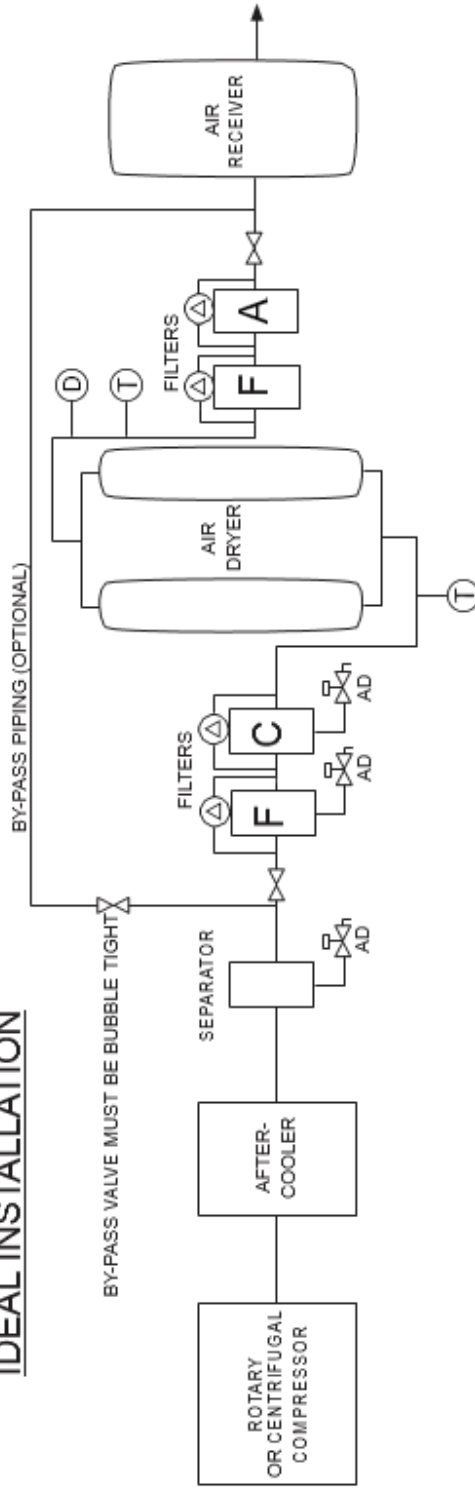 IDEAL INSTALLATION
BY-PASS PIPING (OPTIONAL)
BY-PASS VALVE MUST BE BUBBLE TIGHT
ROTARY
OR CENTRIFUGAL
COMPRESSOR
AFTER-
COOLER
SEPARATOR
AD
FILTERS
F
C
AD
AD
T
AIR
DRYER
D
T
FILTERS
F
A
AIR
RECEIVER